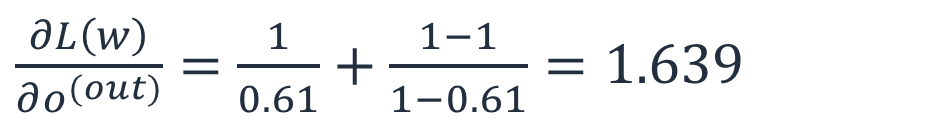 ∂L(w)/∂o^(out) = 1/0.61 + 1−1/1−0.61 = 1.639